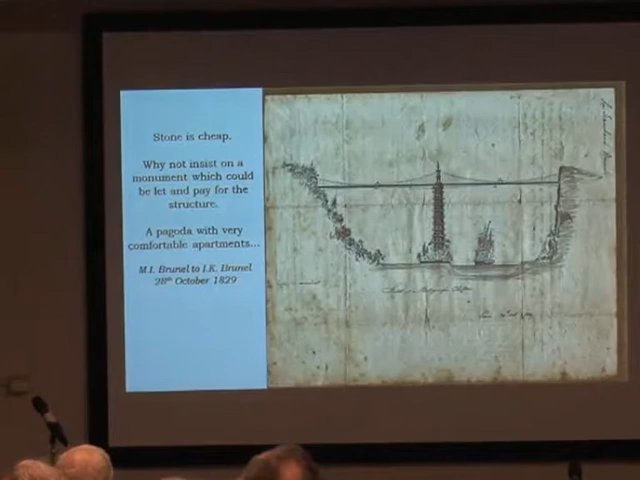 Stone is cheap.
Why not insist on a
monument which could
be let and pay for the
structure.
A pagoda with very
comfortable apartments...
M.I. Brunel to I.K. Brunel
28th October 1829